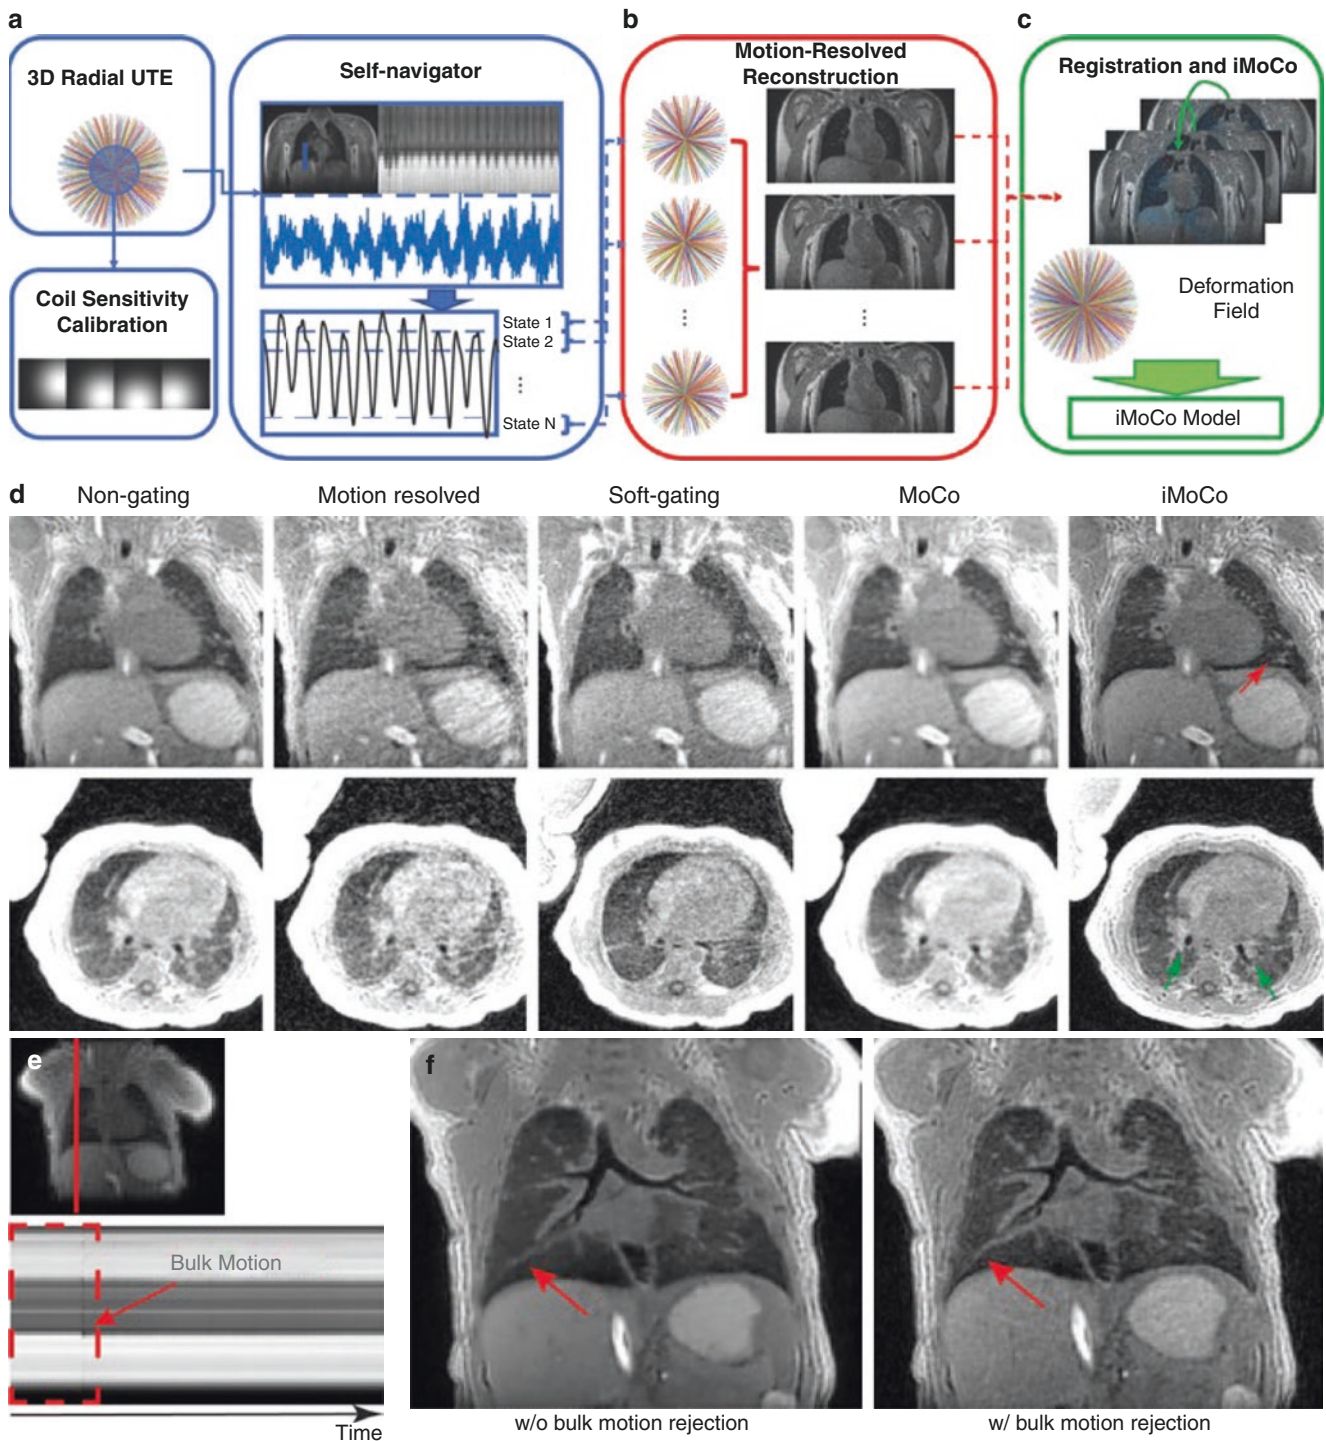 a
3D Radial UTE
Coil Sensitivity
Calibration
Self-navigator
State 1
State 2
State N
b
Motion-Resolved
Reconstruction
c
Registration and iMoCo
Deformation
Field
iMoCo Model
d
Non-gating
Motion resolved
Soft-gating
MoCo
iMoCo
e
Bulk Motion
Time
f
w/o bulk motion rejection
w/ bulk motion rejection